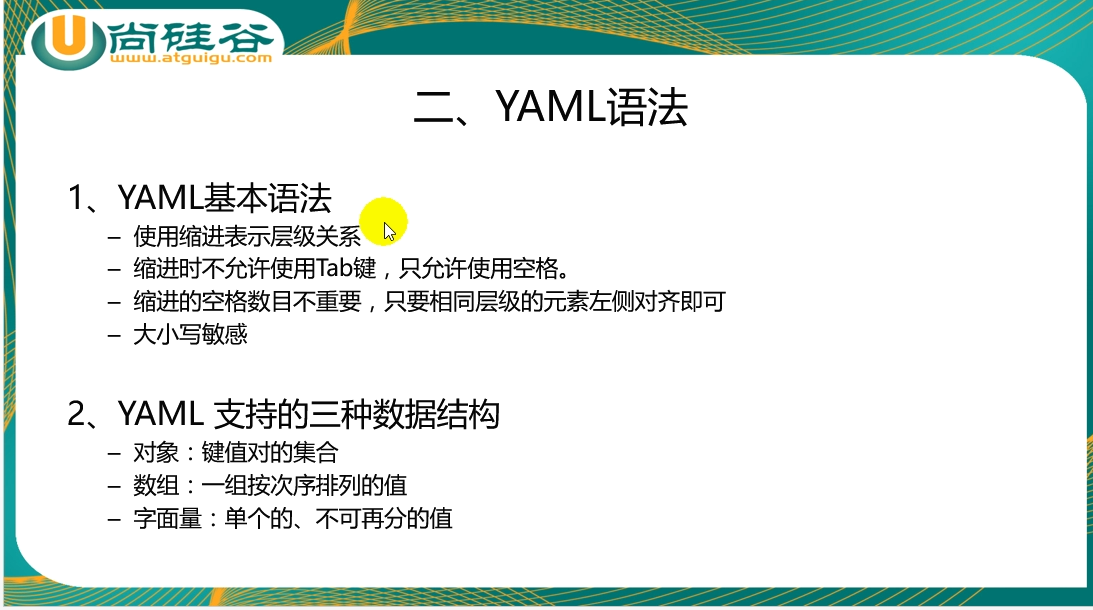 尚硅谷
www.atguigu.com
二、YAML语法
1、YAML基本语法
– 使用缩进表示层级关系
– 缩进时不允许使用Tab键，只允许使用空格。
– 缩进的空格数目不重要，只要相同层级的元素左侧对齐即可
– 大小写敏感
2、YAML 支持的三种数据结构
– 对象：键值对的集合
– 数组：一组按次序排列的值
– 字面量：单个的、不可再分的值